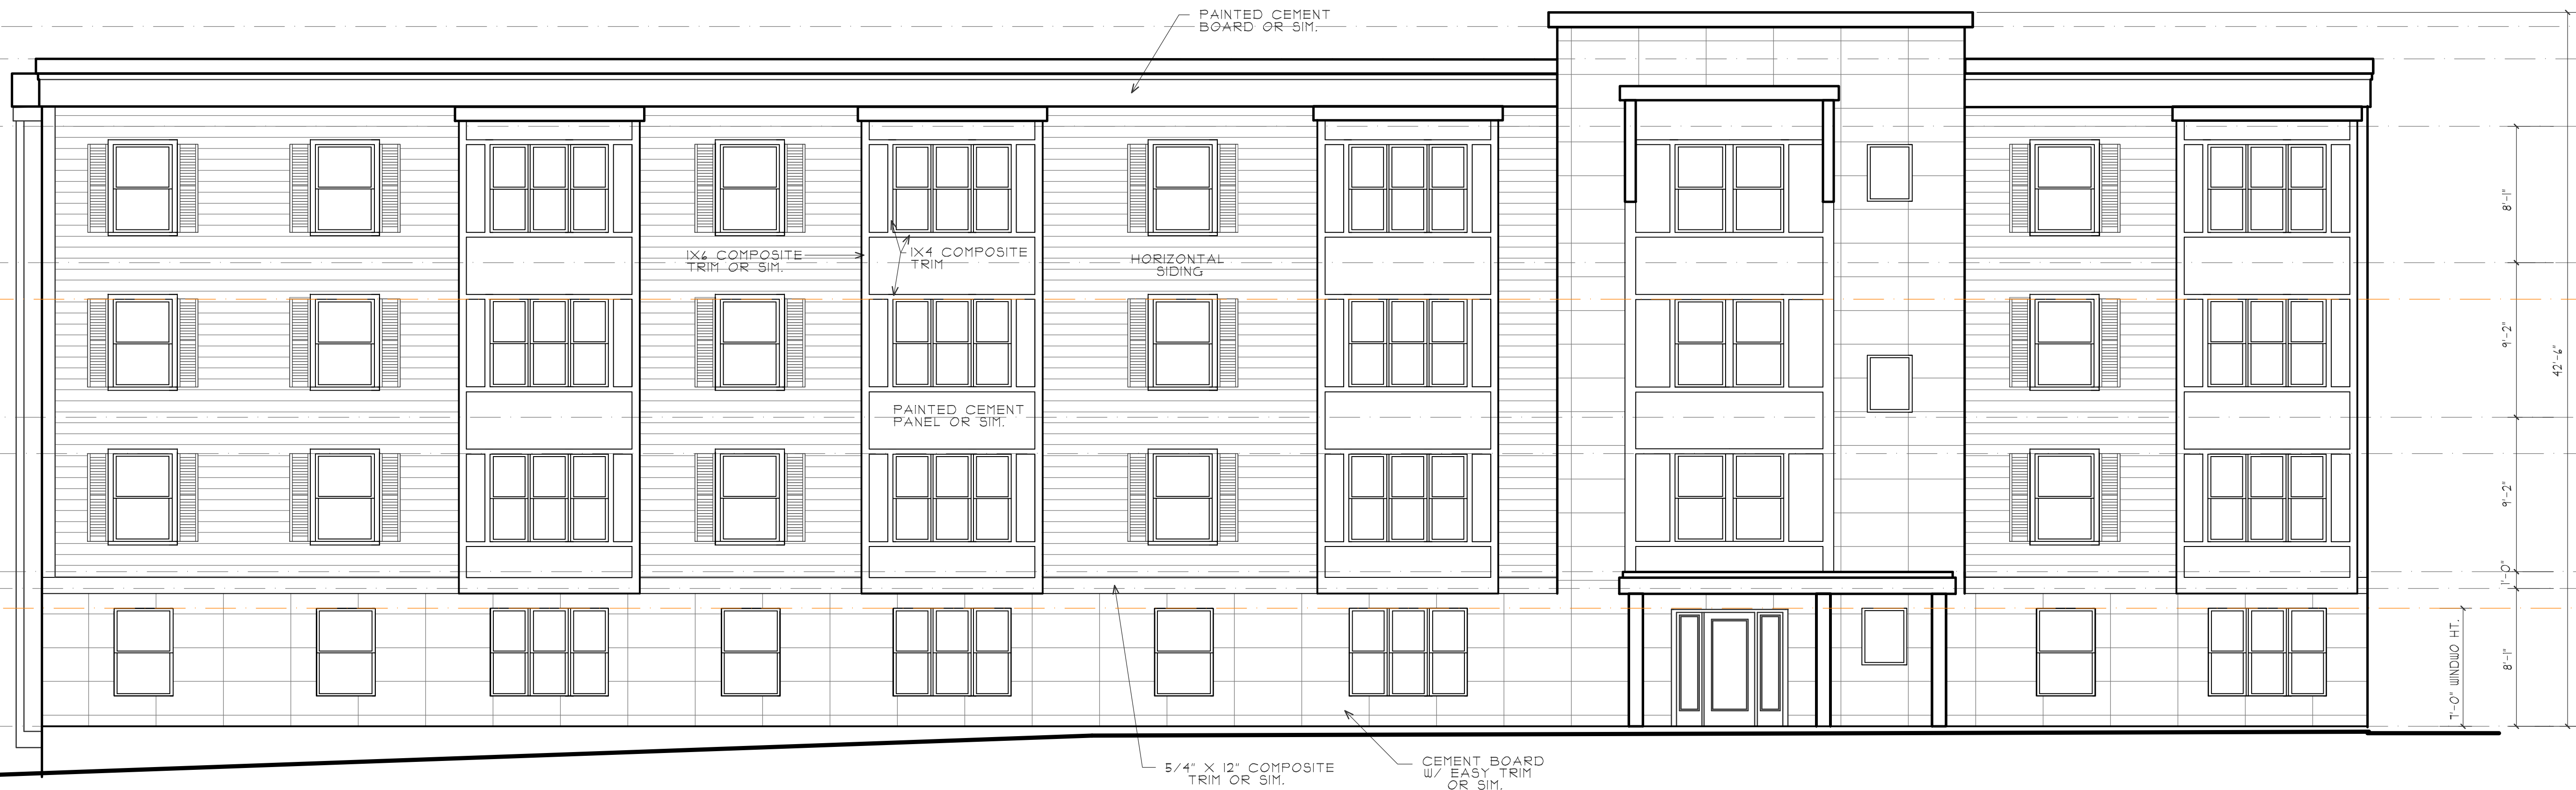 PAINTED CEMENT
BOARD OR SIM.
1X6 COMPOSITE
TRIM OR SIM.
1X4 COMPOSITE
TRIM
HORIZONTAL
SIDING
PAINTED CEMENT
PANEL OR SIM.
5/4" X 12" COMPOSITE
TRIM OR SIM.
CEMENT BOARD
W/ EASY TRIM
OR SIM.
7'-0" WINDWO HT.
8'-1"
9'-2"
9'-2"
1'-0"
8'-1"
42'-6"